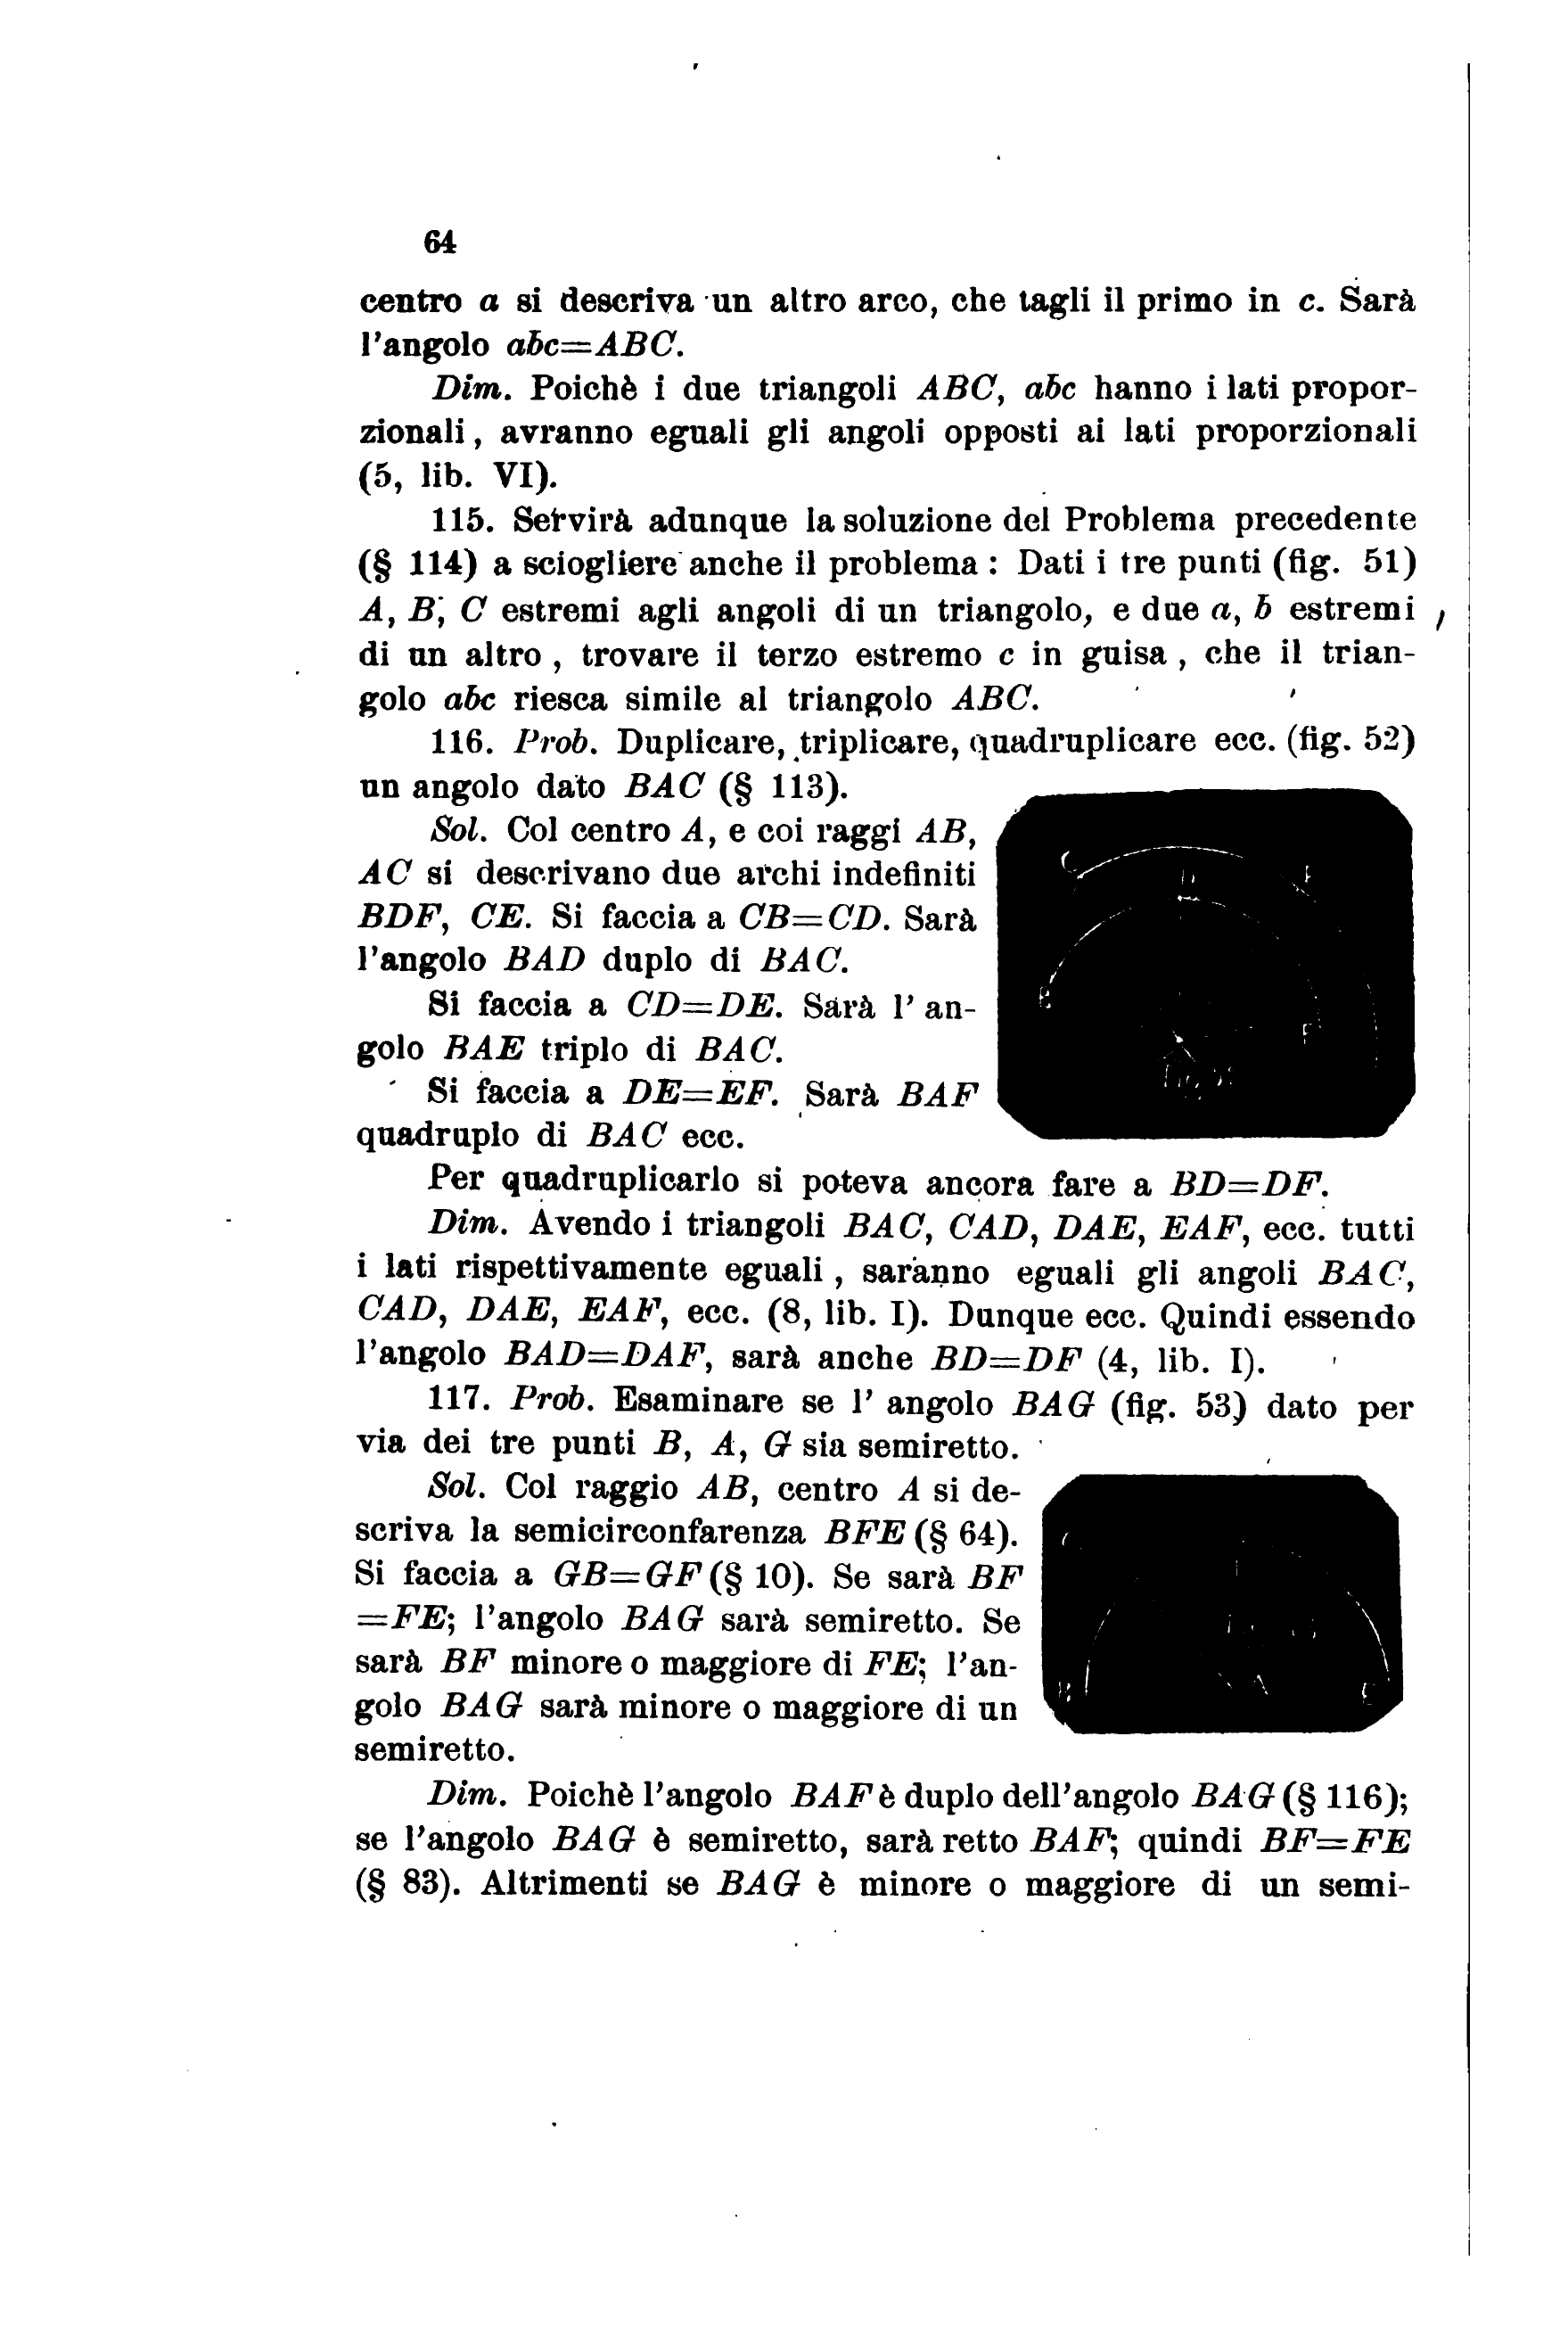 64
centro a si descriva un altro arco, che tagli il primo in c. Sarà
l'angolo abc=ABC.
Dim. Poichè i due triangoli ABC, abc hanno i lati propor-
zionali, avranno eguali gli angoli opposti ai lati proporzionali
(5, lib. VI).
115. Servirà adunque la soluzione del Problema precedente
(§ 114) a sciogliere anche il problema : Dati i tre punti (fig. 51)
A, B, C estremi agli angoli di un triangolo, e due a, b estremi
di un altro , trovare il terzo estremo c in guisa , che il trian-
golo abc riesca simile al triangolo ABC.
116. Prob. Duplicare, triplicare, quadruplicare ecc. (fig. 52)
un angolo dato BAC (§ 113).
Sol. Col centro A, e coi raggi AB,
AC si descrivano due archi indefiniti
BDF, CE. Si faccia a CB=CD. Sarà
l'angolo BAD duplo di BAC.
Si faccia a CD=DE. Sarà l' an-
golo BAE triplo di BAC.
Si faccia a DE=EF. Sarà BAF
quadruplo di BAC ecc.
C
D
E
B
F
Per quadruplicarlo si poteva ancora fare a BD=DF.
Dim. Avendo i triangoli BAC, CAD, DAE, EAF, ecc. tutti
i lati rispettivamente eguali , saranno eguali gli angoli BAC,
CAD, DAE, EAF, ecc. (8, lib. I). Dunque ecc. Quindi essendo
l'angolo BAD=DAF, sarà anche BD=DF (4, lib. I).
117. Prob. Esaminare se l' angolo BAG (fig. 53) dato per
via dei tre punti B, A, G sia semiretto.
Sol. Col raggio AB, centro A si de-
scriva la semicirconfarenza BFE (§ 64).
Si faccia a GB=GF (§ 10). Se sarà BF
=FE; l'angolo BAG sarà semiretto. Se
sarà BF minore o maggiore di FE; l'an-
golo BAG sarà minore o maggiore di un
semiretto.
B
A
E
Dim. Poichè l'angolo BAF è duplo dell'angolo BAG (§ 116);
se l'angolo BAG è semiretto, sarà retto BAF; quindi BF=FE
(§ 83). Altrimenti se BAG è minore o maggiore di un semi-